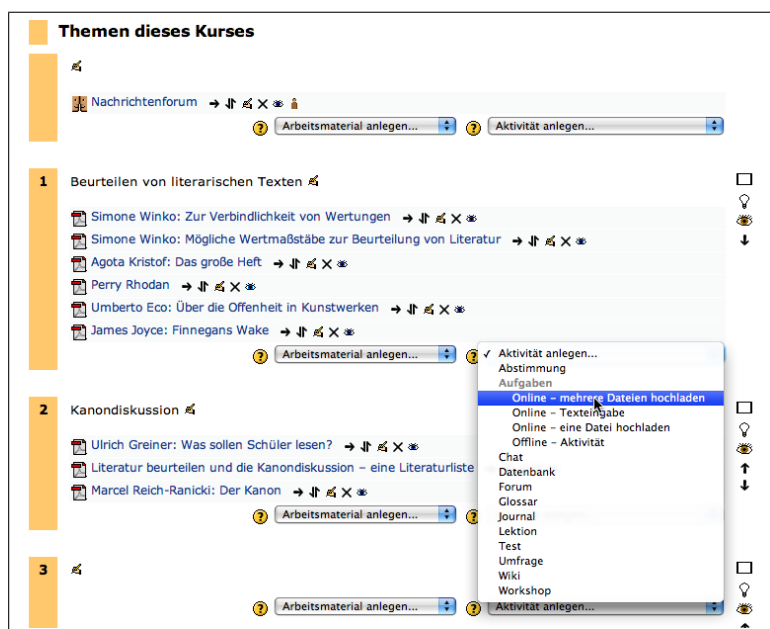 Themen dieses Kurses
Nachrichtenforum
Arbeitsmaterial anlegen... Aktivität anlegen...
1 Beurteilen von literarischen Texten
Simone Winko: Zur Verbindlichkeit von Wertungen
Simone Winko: Mögliche Wertmaßstäbe zur Beurteilung von Literatur
Agota Kristof: Das große Heft
Perry Rhodan
Umberto Eco: Über die Offenheit in Kunstwerken
James Joyce: Finnegans Wake
Arbeitsmaterial anlegen...
✓ Aktivität anlegen...
Abstimmung
Aufgaben
Online – mehrere Dateien hochladen
Online – Texteingabe
Online – eine Datei hochladen
Offline – Aktivität
Chat
Datenbank
Forum
Glossar
Journal
Lektion
Test
Umfrage
Wiki
Workshop
2 Kanondiskussion
Ulrich Greiner: Was sollen Schüler lesen?
Literatur beurteilen und die Kanondiskussion – eine Literaturliste
Marcel Reich-Ranicki: Der Kanon
Arbeitsmaterial anlegen...
3
Arbeitsmaterial anlegen... Aktivität anlegen...